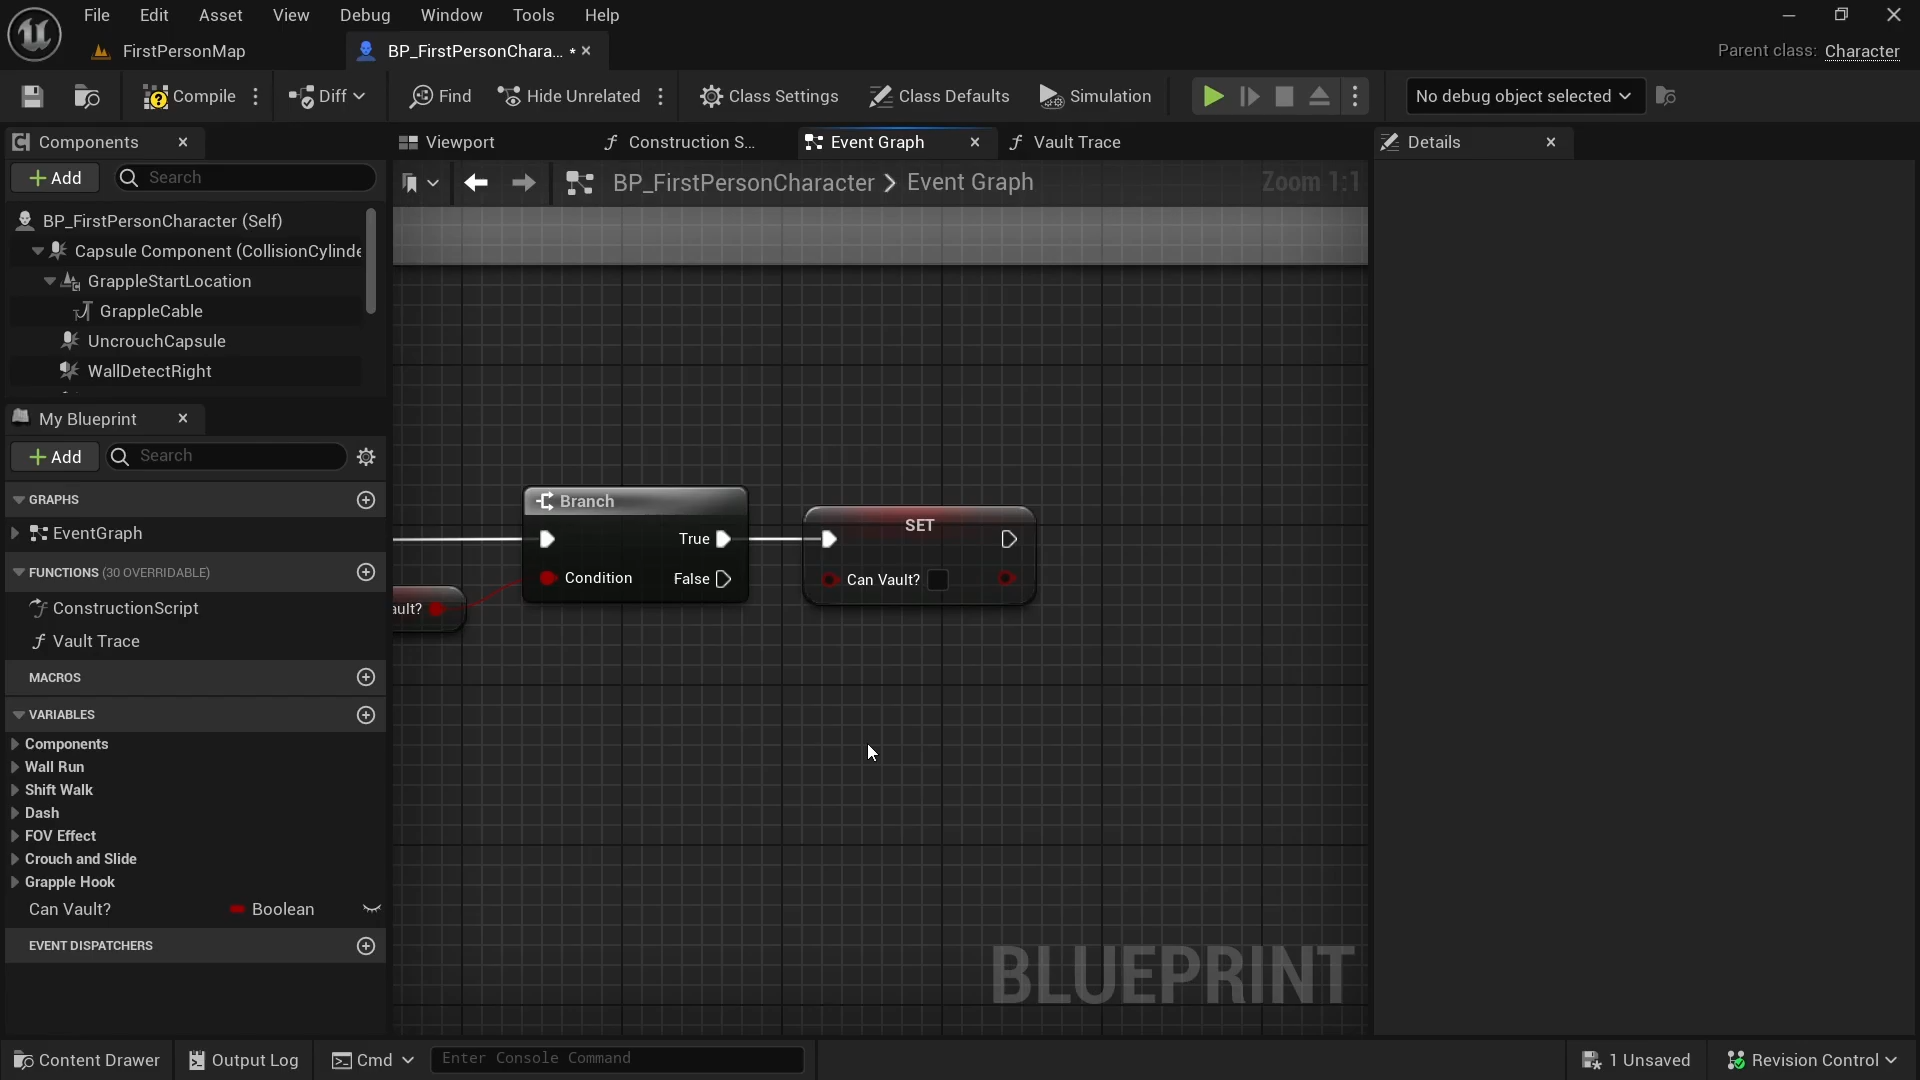 File Edit Asset View Debug Window Tools Help
FirstPersonMap
BP_FirstPersonChara... *
Parent class: Character
Compile
Diff
Find
Hide Unrelated
Class Settings
Class Defaults
Simulation
No debug object selected
Components
Add
Search
BP_FirstPersonCharacter (Self)
Capsule Component (CollisionCylinde
GrappleStartLocation
GrappleCable
UncrouchCapsule
WallDetectRight
My Blueprint
Add
Search
GRAPHS
EventGraph
FUNCTIONS (30 OVERRIDABLE)
ConstructionScript
Vault Trace
MACROS
VARIABLES
Components
Wall Run
Shift Walk
Dash
FOV Effect
Crouch and Slide
Grapple Hook
Can Vault? Boolean
EVENT DISPATCHERS
Viewport
Construction S...
Event Graph
Vault Trace
BP_FirstPersonCharacter > Event Graph
Zoom 1:1
Branch
True
Condition
False
ault?
SET
Can Vault?
BLUEPRINT
Details
Content Drawer
Output Log
Cmd
Enter Console Command
1 Unsaved
Revision Control